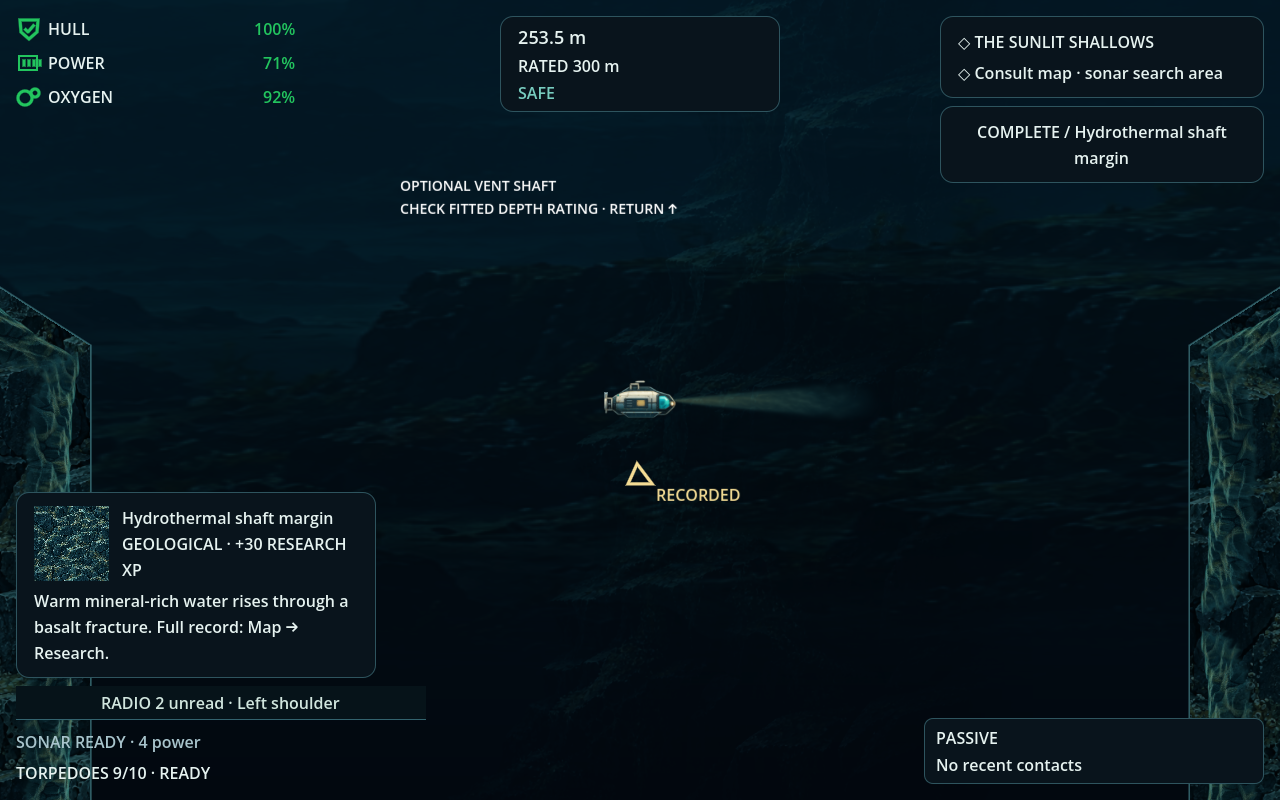 HULL 100%
POWER 71%
OXYGEN 92%
253.5 m
RATED 300 m
SAFE
◇ THE SUNLIT SHALLOWS
◇ Consult map · sonar search area
COMPLETE / Hydrothermal shaft
margin
OPTIONAL VENT SHAFT
CHECK FITTED DEPTH RATING · RETURN ↑
RECORDED
Hydrothermal shaft margin
GEOLOGICAL · +30 RESEARCH
XP
Warm mineral-rich water rises through a
basalt fracture. Full record: Map →
Research.
RADIO 2 unread · Left shoulder
SONAR READY · 4 power
TORPEDOES 9/10 · READY
PASSIVE
No recent contacts